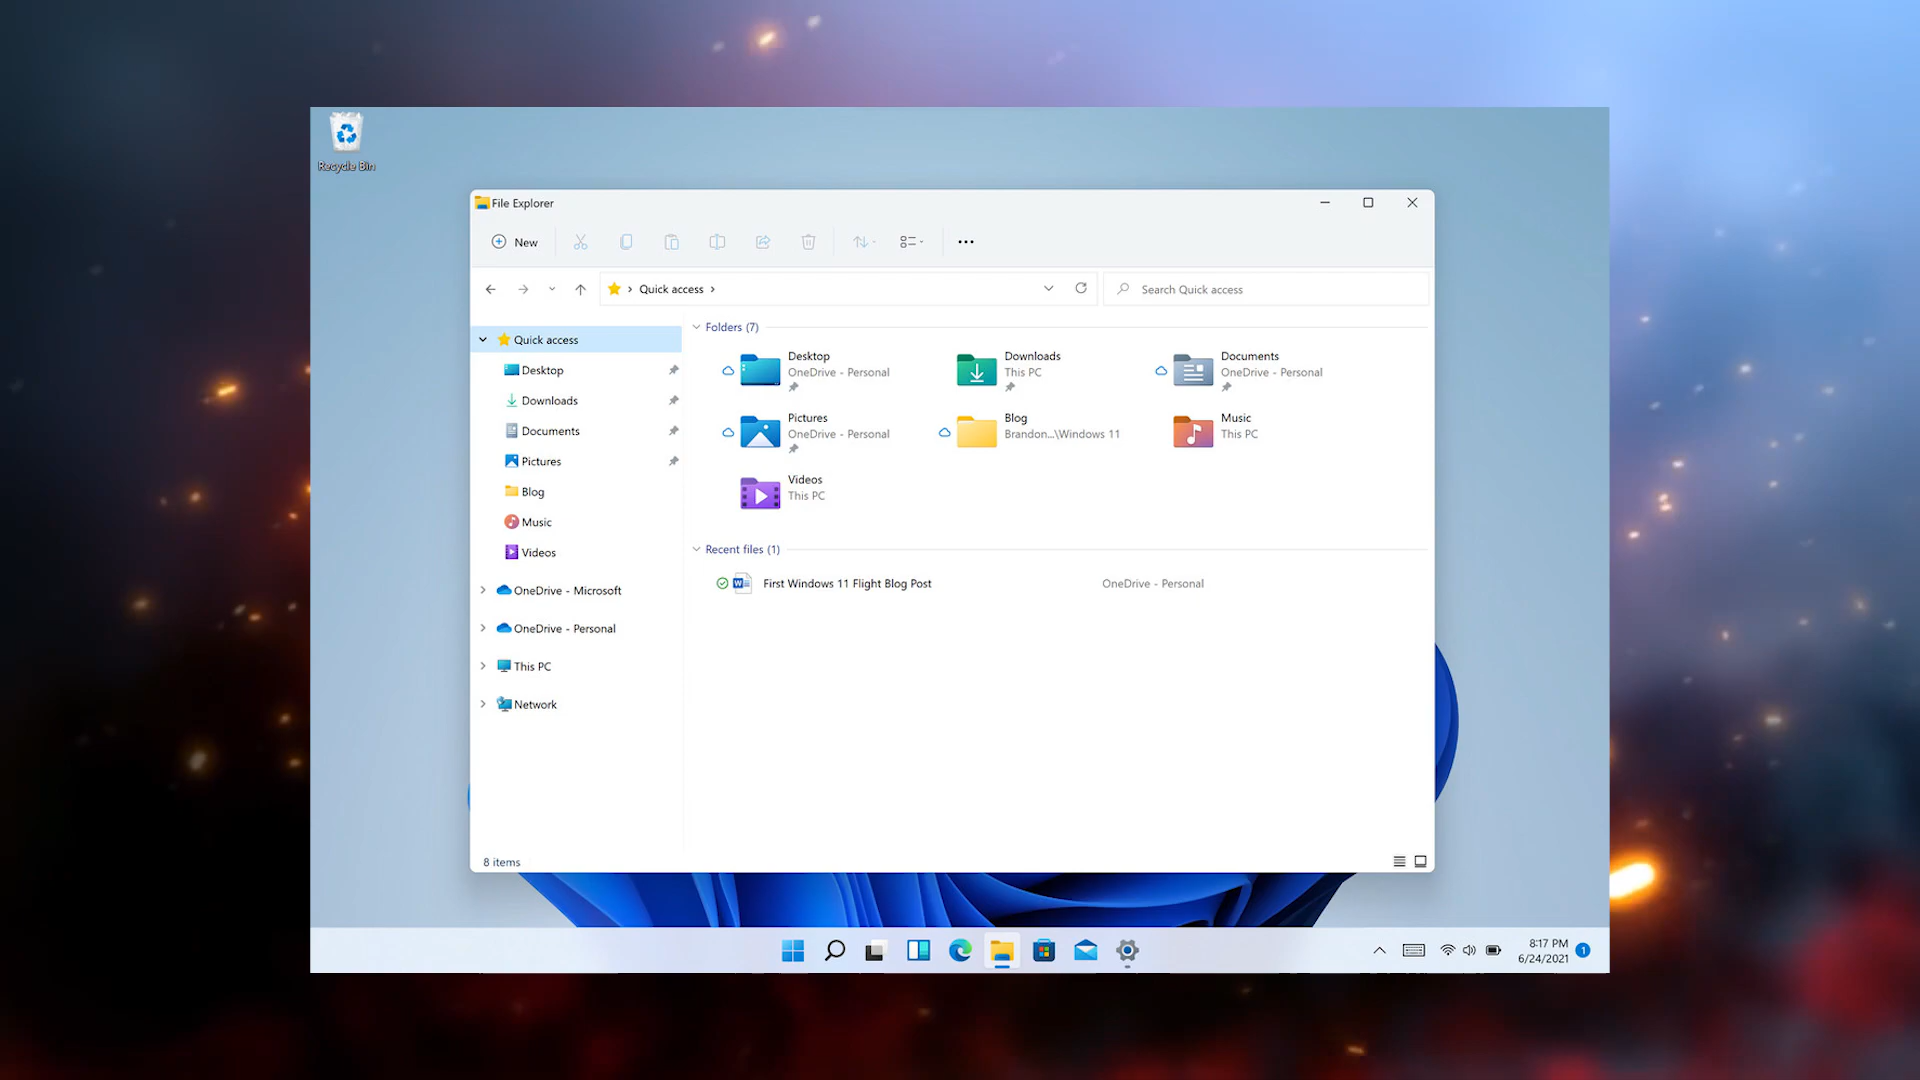 Recycle Bin
File Explorer
New
Quick access
Search Quick access
Quick access
Desktop
Downloads
Documents
Pictures
Blog
Music
Videos
OneDrive - Microsoft
OneDrive - Personal
This PC
Network
Folders (7)
Desktop
OneDrive - Personal
Downloads
This PC
Documents
OneDrive - Personal
Pictures
OneDrive - Personal
Blog
Brandon...\Windows 11
Music
This PC
Videos
This PC
Recent files (1)
First Windows 11 Flight Blog Post
OneDrive - Personal
8 items
8:17 PM
6/24/2021
1